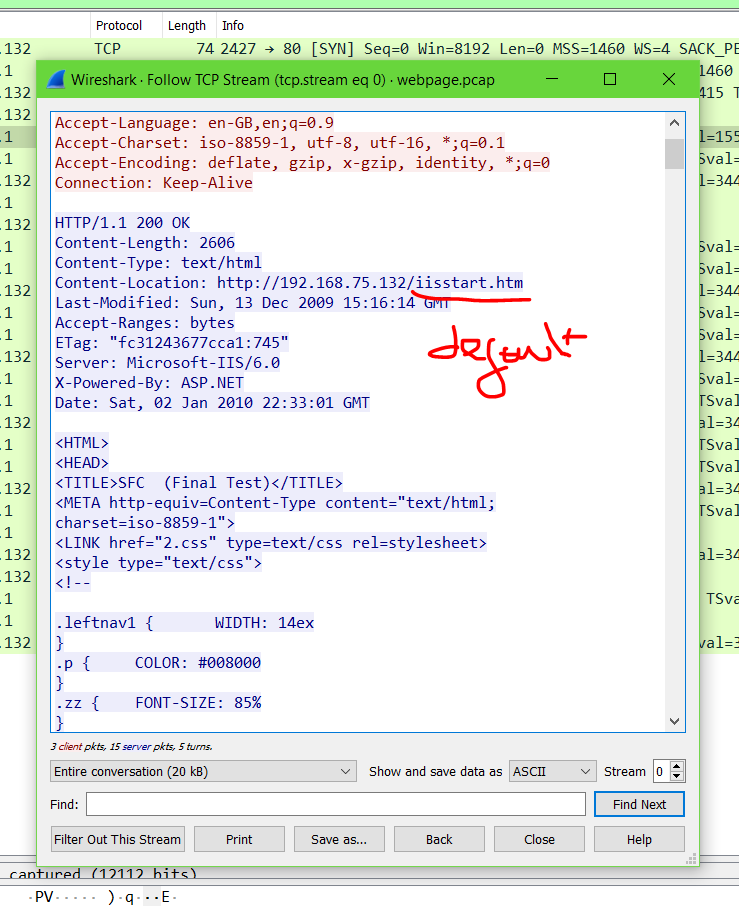 Protocol Length Info
.132 TCP 74 2427 → 80 [SYN] Seq=0 Win=8192 Len=0 MSS=1460 WS=4 SACK_PE
Wireshark · Follow TCP Stream (tcp.stream eq 0) · webpage.pcap
Accept-Language: en-GB,en;q=0.9
Accept-Charset: iso-8859-1, utf-8, utf-16, *;q=0.1
Accept-Encoding: deflate, gzip, x-gzip, identity, *;q=0
Connection: Keep-Alive
HTTP/1.1 200 OK
Content-Length: 2606
Content-Type: text/html
Content-Location: http://192.168.75.132/iisstart.htm
Last-Modified: Sun, 13 Dec 2009 15:16:14 GMT
Accept-Ranges: bytes
default
ETag: "fc31243677cca1:745"
Server: Microsoft-IIS/6.0
X-Powered-By: ASP.NET
Date: Sat, 02 Jan 2010 22:33:01 GMT
<HTML>
<HEAD>
<TITLE>SFC  (Final Test)</TITLE>
<META http-equiv=Content-Type content="text/html;
charset=iso-8859-1">
<LINK href="2.css" type=text/css rel=stylesheet>
<style type="text/css">
<!--
.leftnav1 {       WIDTH: 14ex
}
.p {     COLOR: #008000
}
.zz {    FONT-SIZE: 85%
}
3 client pkts, 15 server pkts, 5 turns.
Entire conversation (20 kB) Show and save data as ASCII Stream 0
Find: Find Next
Filter Out This Stream Print Save as... Back Close Help
captured (12112 bits)
·PV····· )·q···E·